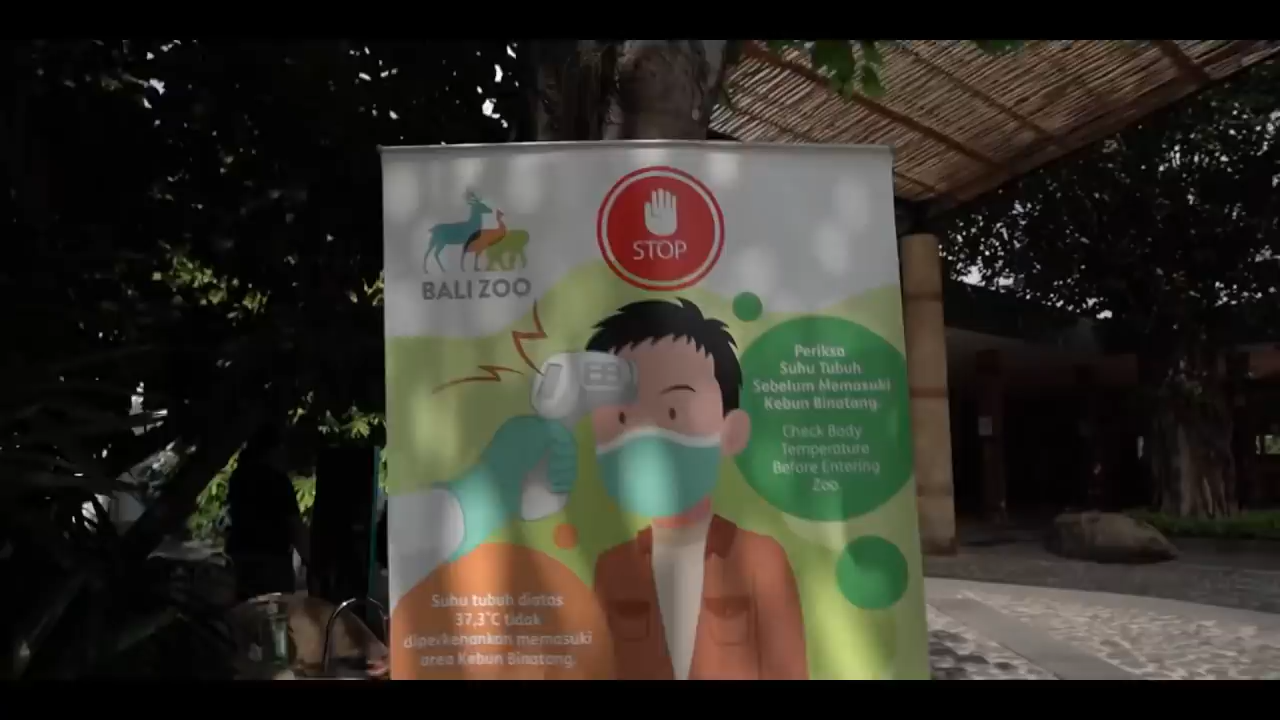 BALI ZOO
STOP
Periksa
Suhu Tubuh
Sebelum Memasuki
Kebun Binatang.
Check Body
Temperature
Before Entering
Zoo.
Suhu tubuh diatas
37,3°C tidak
diperkenankan memasuki
area Kebun Binatang.